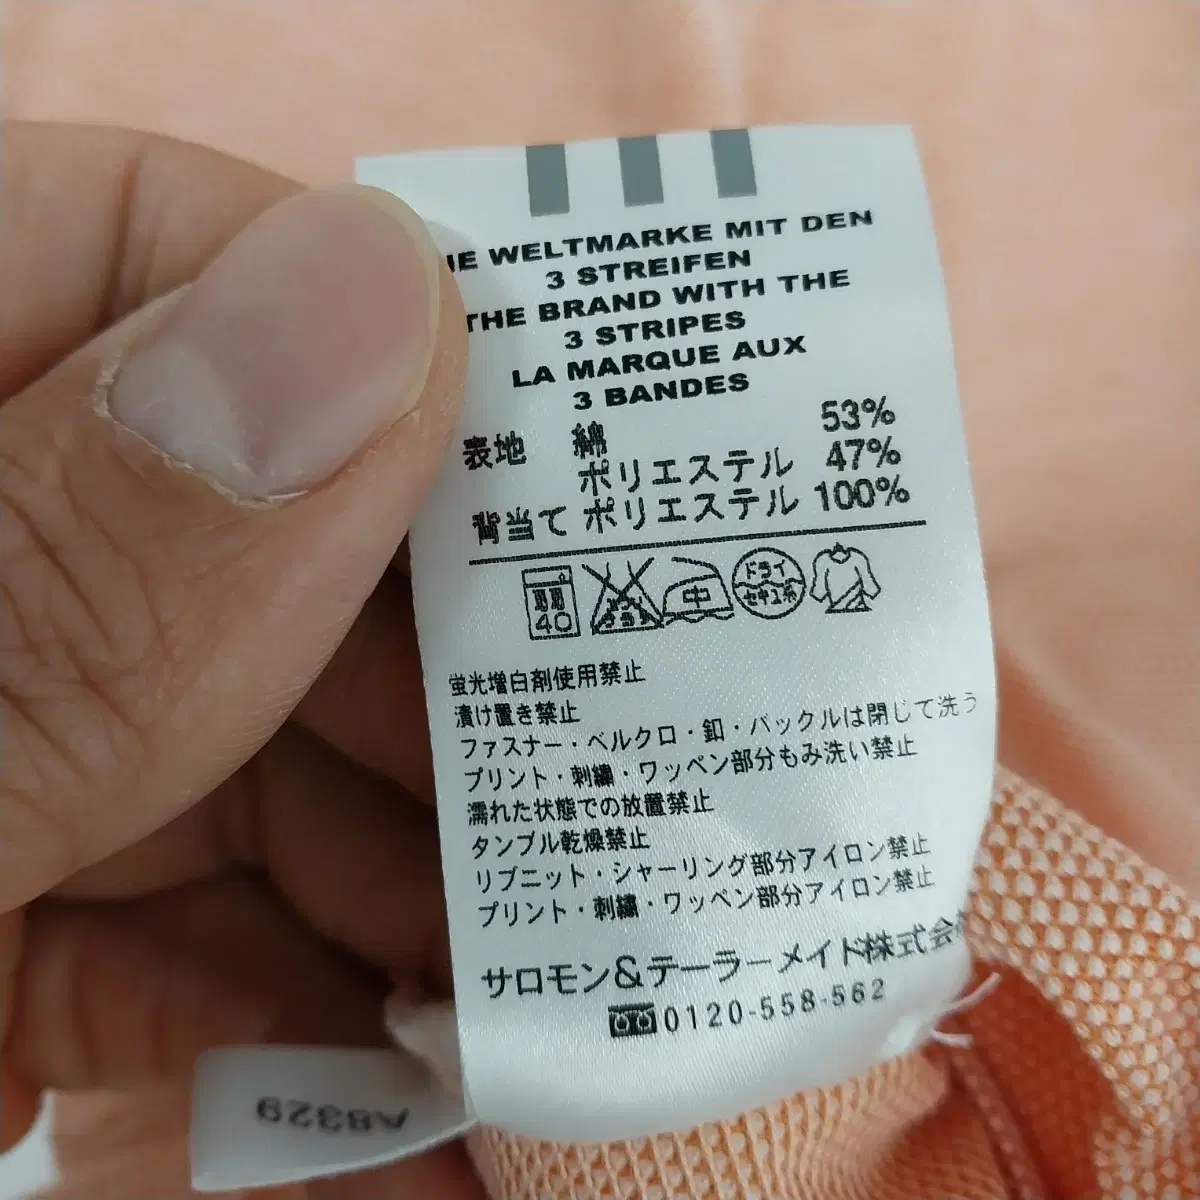 IE WELTMARKE MIT DEN
3 STREIFEN
THE BRAND WITH THE
3 STRIPES
LA MARQUE AUX
3 BANDES
表地 綿 53%
ポリエステル 47%
背当て ポリエステル 100%
40 中 ドライ セキユ系
蛍光増白剤使用禁止
漬け置き禁止
ファスナー・ベルクロ・釦・バックルは閉じて洗う
プリント・刺繍・ワッペン部分もみ洗い禁止
濡れた状態での放置禁止
タンブル乾燥禁止
リブニット・シャーリング部分アイロン禁止
プリント・刺繍・ワッペン部分アイロン禁止
サロモン&テーラーメイド株式会
0120-558-562
A8329